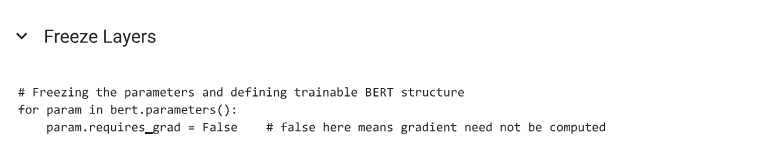 Freeze Layers
# Freezing the parameters and defining trainable BERT structure
for param in bert.parameters():
    param.requires_grad = False    # false here means gradient need not be computed